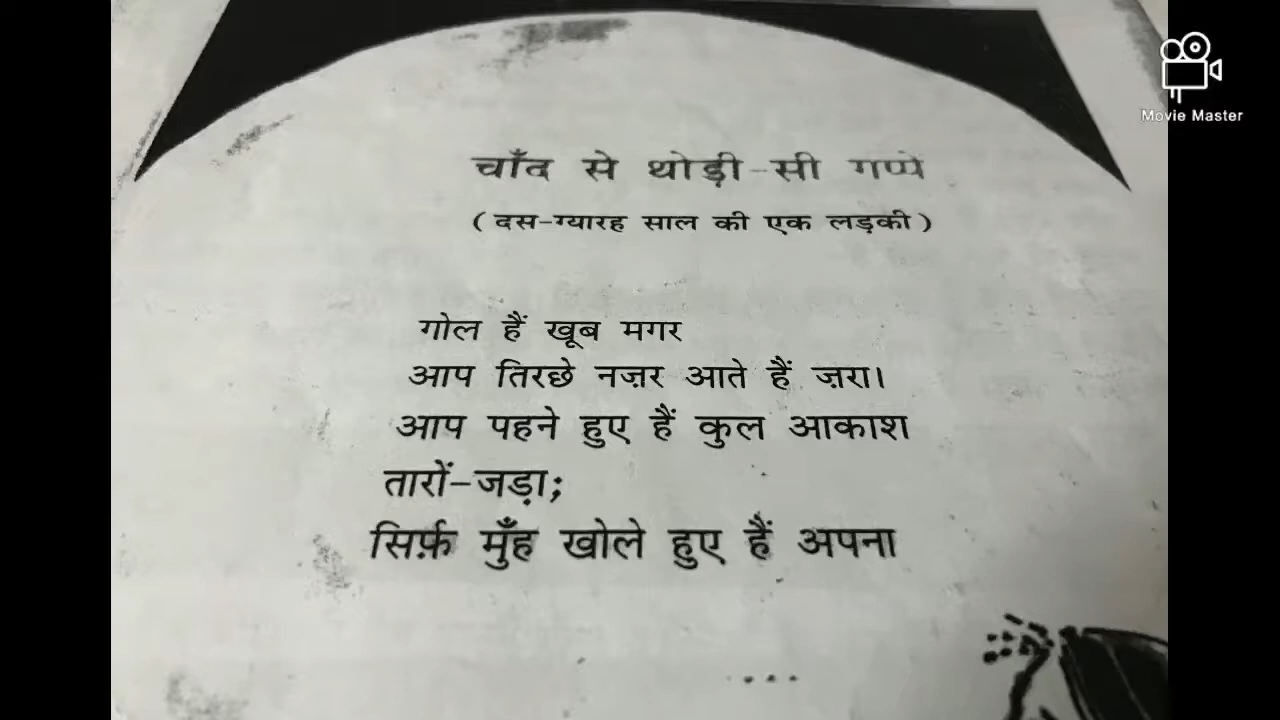 चाँद से थोड़ी-सी गप्पे
(दस-ग्यारह साल की एक लड़की)
गोल हैं खूब मगर
आप तिरछे नज़र आते हैं ज़रा।
आप पहने हुए हैं कुल आकाश
तारों-जड़ा;
सिर्फ़ मुँह खोले हुए हैं अपना
Movie Master